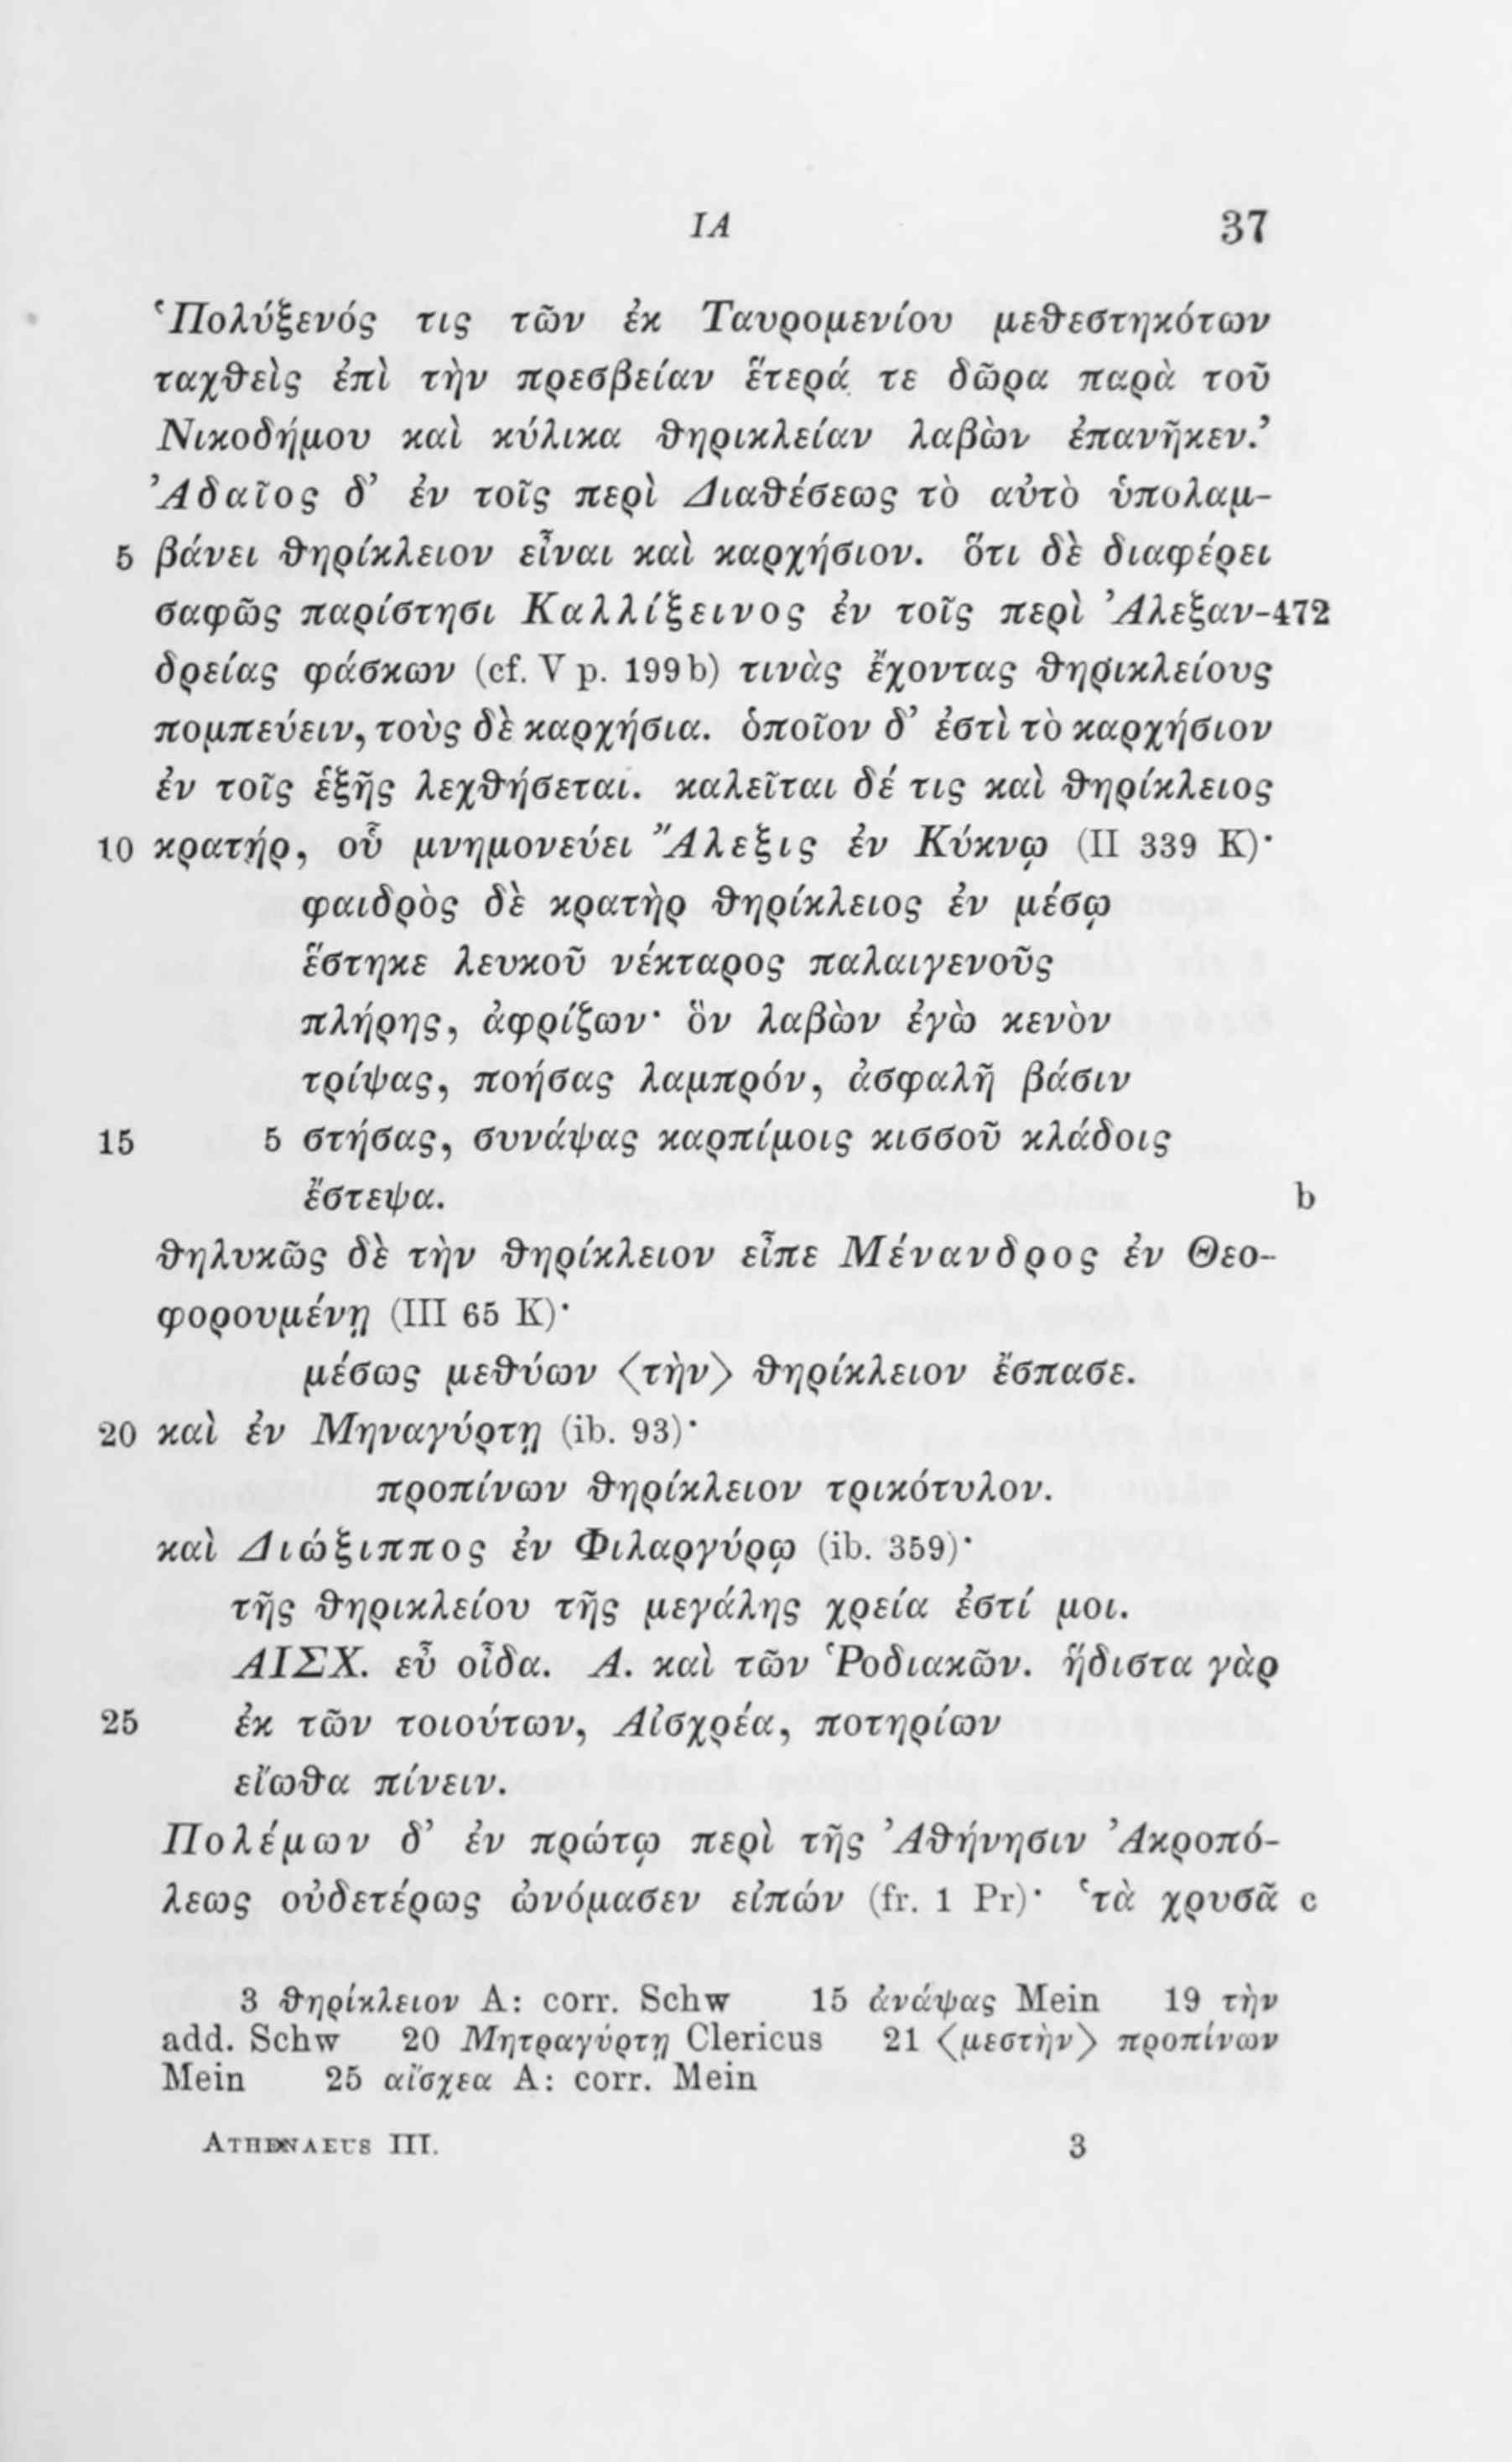 ΙΑ 37
‘Πολύξενός τις τῶν ἐκ Ταυρομενίου μεθεστηκότων
ταχθεὶς ἐπὶ τὴν πρεσβείαν ἕτερά τε δῶρα παρὰ τοῦ
Νικοδήμου καὶ κύλικα θηρικλείαν λαβὼν ἐπανῆκεν.’
Ἀδαῖος δ’ ἐν τοῖς περὶ Διαθέσεως τὸ αὐτὸ ὑπολαμ-
5 βάνει θηρίκλειον εἶναι καὶ καρχήσιον. ὅτι δὲ διαφέρει
σαφῶς παρίστησι Καλλίξεινος ἐν τοῖς περὶ Ἀλεξαν- 472
δρείας φάσκων (cf. V p. 199 b) τινὰς ἔχοντας θηρικλείους
πομπεύειν, τοὺς δὲ καρχήσια. ὁποῖον δ’ ἐστὶ τὸ καρχήσιον
ἐν τοῖς ἑξῆς λεχθήσεται. καλεῖται δέ τις καὶ θηρίκλειος
10 κρατήρ, οὗ μνημονεύει Ἄλεξις ἐν Κύκνῳ (II 339 K)·
φαιδρὸς δὲ κρατὴρ θηρίκλειος ἐν μέσῳ
ἕστηκε λευκοῦ νέκταρος παλαιγενοῦς
πλήρης, ἀφρίζων· ὃν λαβὼν ἐγὼ κενὸν
τρίψας, ποήσας λαμπρόν, ἀσφαλῆ βάσιν
15 5 στήσας, συνάψας καρπίμοις κισσοῦ κλάδοις
ἔστεψα. b
θηλυκῶς δὲ τὴν θηρίκλειον εἶπε Μένανδρος ἐν Θεο-
φορουμένῃ (III 65 K)·
μέσως μεθύων ⟨τὴν⟩ θηρίκλειον ἔσπασε.
20 καὶ ἐν Μηναγύρτῃ (ib. 93)·
προπίνων θηρίκλειον τρικότυλον.
καὶ Διώξιππος ἐν Φιλαργύρῳ (ib. 359)·
τῆς θηρικλείου τῆς μεγάλης χρεία ἐστί μοι.
ΑΙΣΧ. εὖ οἶδα. Α. καὶ τῶν Ῥοδιακῶν. ἥδιστα γὰρ
25 ἐκ τῶν τοιούτων, Αἰσχρέα, ποτηρίων
εἴωθα πίνειν.
Πολέμων δ’ ἐν πρώτῳ περὶ τῆς Ἀθήνησιν Ἀκροπό-
λεως οὐδετέρως ὠνόμασεν εἰπών (fr. 1 Pr)· ‘τὰ χρυσᾶ c
3 θηρίκλειον A: corr. Schw 15 ἀνάψας Mein 19 τὴν
add. Schw 20 Μητραγύρτῃ Clericus 21 ⟨μεστὴν⟩ προπίνων
Mein 25 αἴσχεα A: corr. Mein
ATHENAEUS III. 3